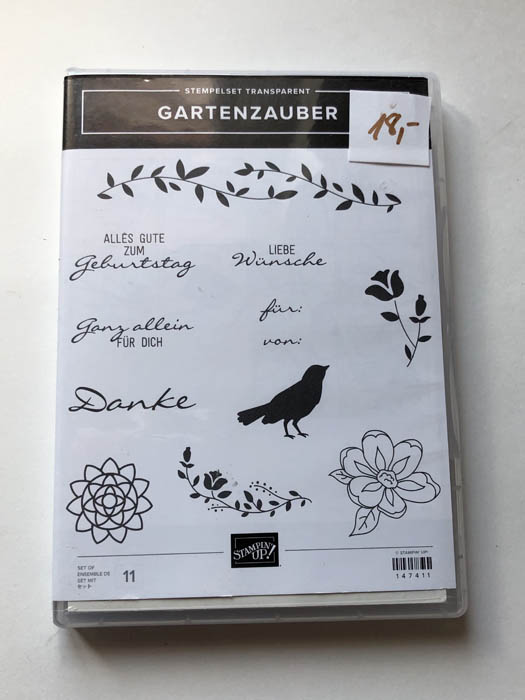 STEMPELSET TRANSPARENT
GARTENZAUBER
18,-
ALLES GUTE
ZUM
Geburtstag
LIEBE
Wünsche
Ganz allein
FÜR DICH
für:
von:
Danke
STAMPIN' UP!
SET OF
ENSEMBLE DE
SET MIT
セット
11
© STAMPIN' UP!
147411